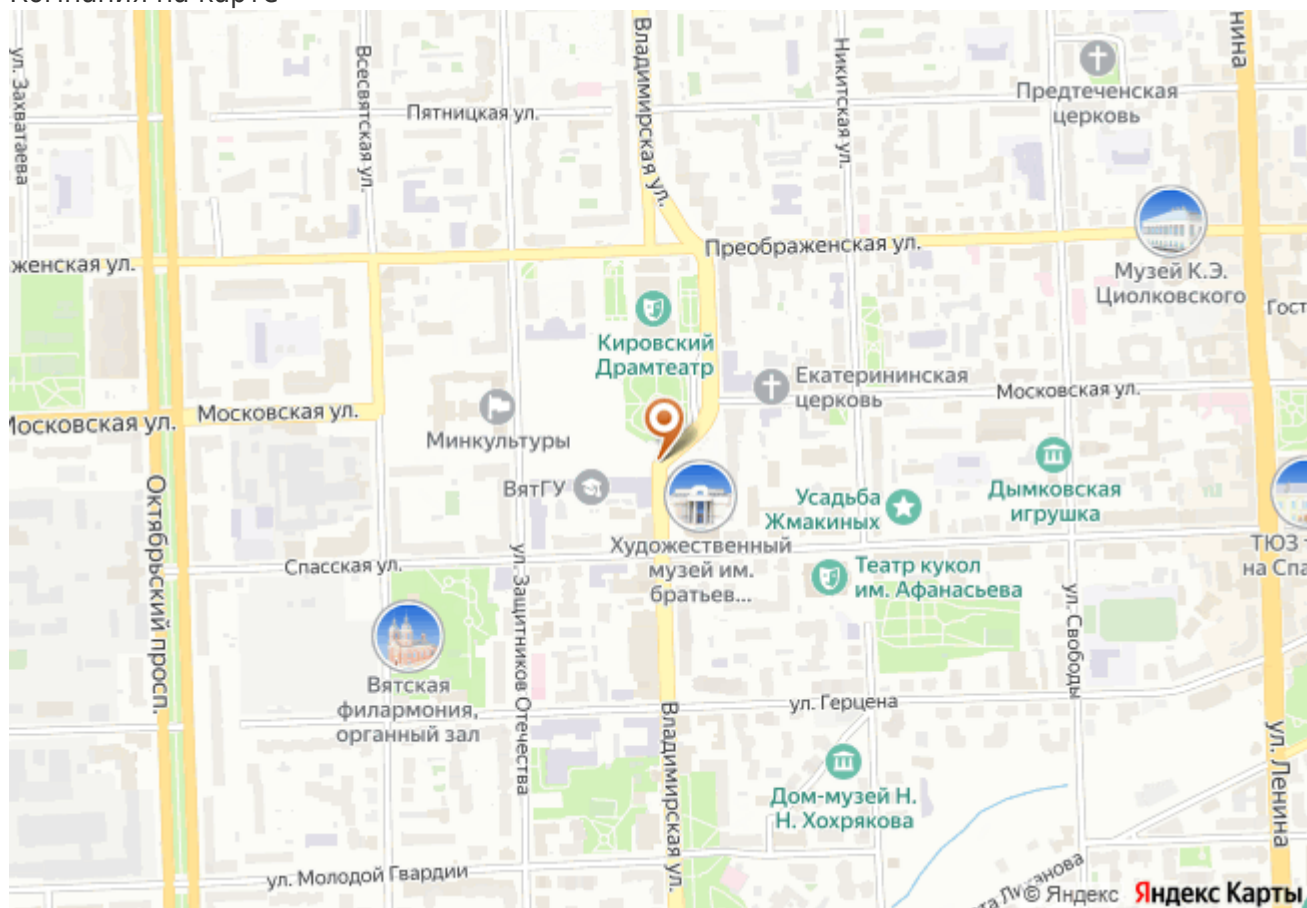 Компания на карте
ул. Захватаева
Всесвятская ул.
Пятницкая ул.
Владимирская ул.
Никитская ул.
Предтеченская
церковь
нина
женская ул.
Преображенская ул.
Музей К.Э.
Циолковского
Гост
Кировский
Драмтеатр
Екатерининская
церковь
Московская ул.
Московская ул.
Московская ул.
Минкультуры
ВятГУ
Октябрьский просп.
Усадьба
Жмакиных
Дымковская
игрушка
Художественный
музей им.
братьев...
Спасская ул.
ул. Защитников Отечества
Театр кукол
им. Афанасьева
ТЮЗ
на Спа
ул. Свободы
Вятская
филармония,
органный зал
Владимирская ул.
ул. Герцена
ул. Ленина
Дом-музей Н.
Н. Хохрякова
ул. Молодой Гвардии
© Яндекс Яндекс Карты